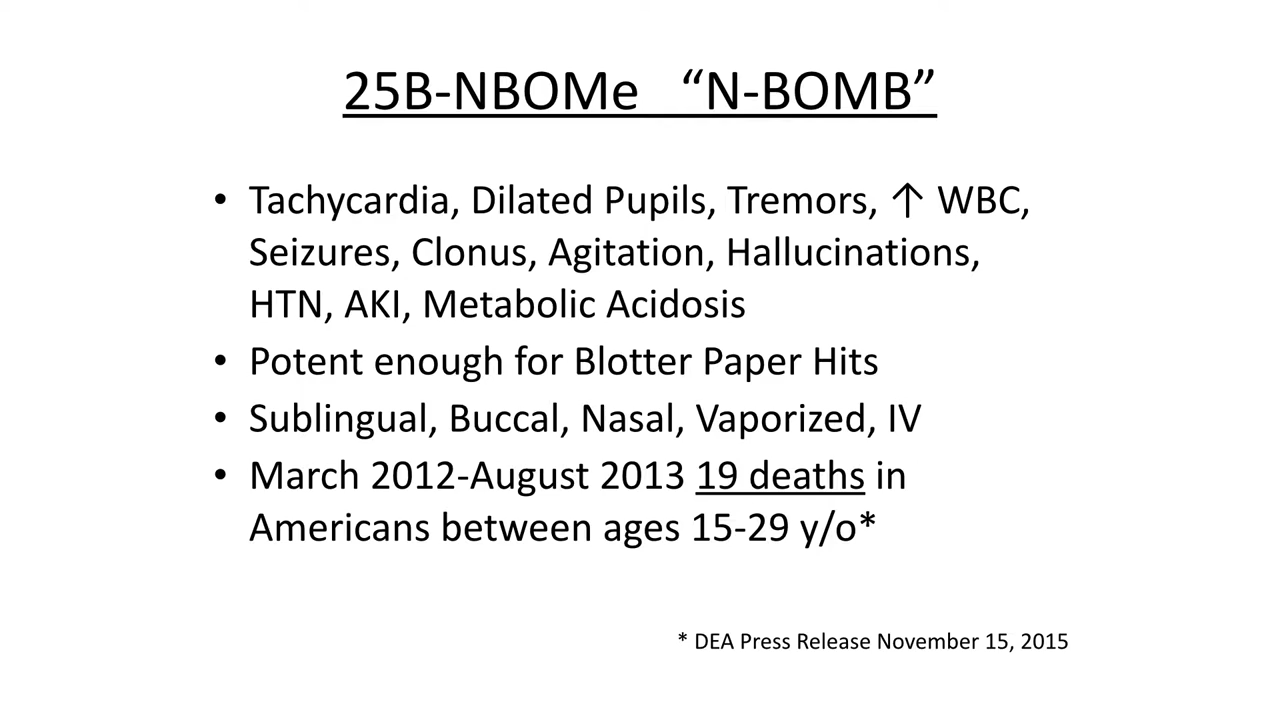 25B-NBOMe “N-BOMB”
• Tachycardia, Dilated Pupils, Tremors, ↑ WBC,
Seizures, Clonus, Agitation, Hallucinations,
HTN, AKI, Metabolic Acidosis
• Potent enough for Blotter Paper Hits
• Sublingual, Buccal, Nasal, Vaporized, IV
• March 2012-August 2013 19 deaths in
Americans between ages 15-29 y/o*
* DEA Press Release November 15, 2015